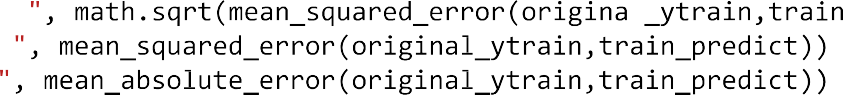 ", math.sqrt(mean_squared_error(origina _ytrain,train
", mean_squared_error(original_ytrain,train_predict))
", mean_absolute_error(original_ytrain,train_predict))